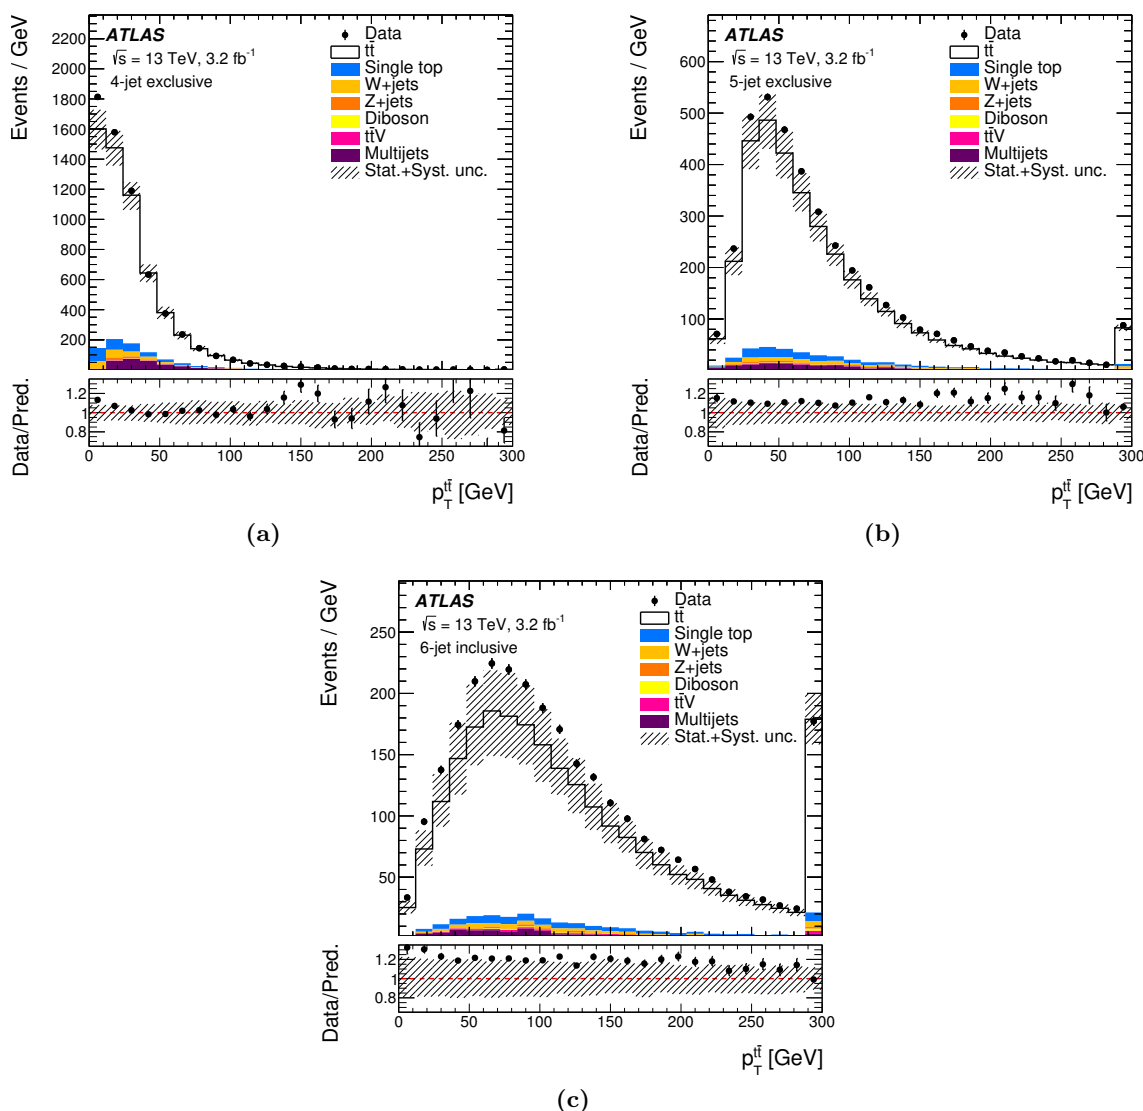 Events / GeV
2200
2000
1800
1600
1400
1200
1000
800
600
400
200
ATLAS
√s = 13 TeV, 3.2 fb⁻¹
4-jet exclusive
Data
tt̄
Single top
W+jets
Z+jets
Diboson
tt̄V
Multijets
Stat.+Syst. unc.
Data/Pred.
1.2
1
0.8
0 50 100 150 200 250 300
p_T^{tt̄} [GeV]
(a)
Events / GeV
600
500
400
300
200
100
ATLAS
√s = 13 TeV, 3.2 fb⁻¹
5-jet exclusive
Data
tt̄
Single top
W+jets
Z+jets
Diboson
tt̄V
Multijets
Stat.+Syst. unc.
Data/Pred.
1.2
1
0.8
0 50 100 150 200 250 300
p_T^{tt̄} [GeV]
(b)
Events / GeV
250
200
150
100
50
ATLAS
√s = 13 TeV, 3.2 fb⁻¹
6-jet inclusive
Data
tt̄
Single top
W+jets
Z+jets
Diboson
tt̄V
Multijets
Stat.+Syst. unc.
Data/Pred.
1.2
1
0.8
0 50 100 150 200 250 300
p_T^{tt̄} [GeV]
(c)